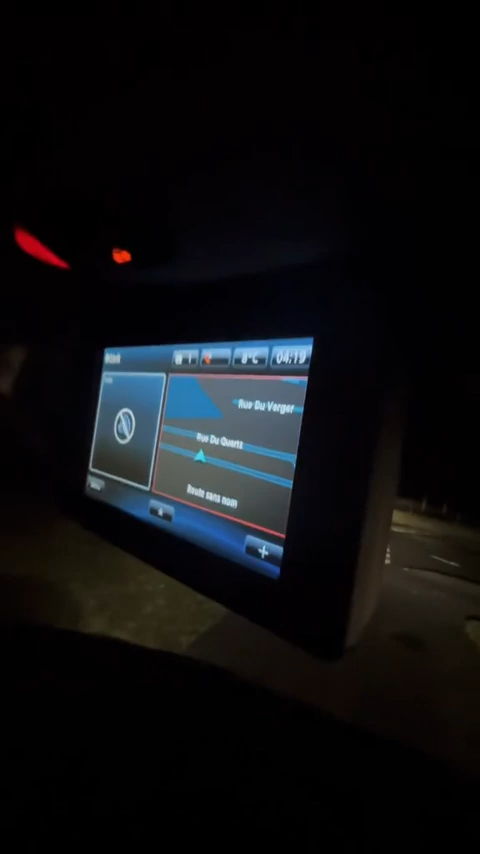 8°C
04:19
Rue Du Verger
Rue Du Quartz
Route sans nom
+